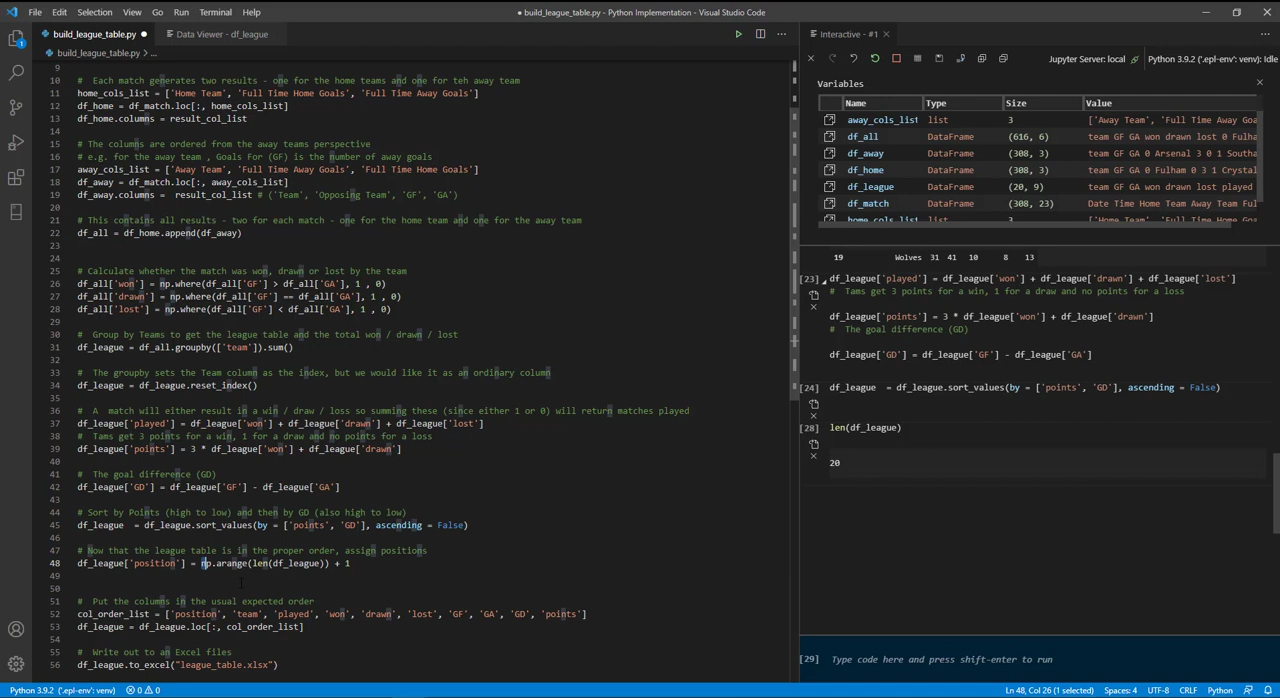 File Edit Selection View Go Run Terminal Help
● build_league_table.py - Python Implementation - Visual Studio Code
build_league_table.py ● Data Viewer - df_league
build_league_table.py > ...
9
10 # Each match generates two results - one for the home teams and one for teh away team
11 home_cols_list = ['Home Team', 'Full Time Home Goals', 'Full Time Away Goals']
12 df_home = df_match.loc[:, home_cols_list]
13 df_home.columns = result_col_list
14
15 # The columns are ordered from the away teams perspective
16 # e.g. for the away team , Goals For (GF) is the number of away goals
17 away_cols_list = ['Away Team', 'Full Time Away Goals', 'Full Time Home Goals']
18 df_away = df_match.loc[:, away_cols_list]
19 df_away.columns = result_col_list # ('Team', 'Opposing Team', 'GF', 'GA')
20
21 # This contains all results - two for each match - one for the home team and one for the away team
22 df_all = df_home.append(df_away)
23
24
25 # Calculate whether the match was won, drawn or lost by the team
26 df_all['won'] = np.where(df_all['GF'] > df_all['GA'], 1 , 0)
27 df_all['drawn'] = np.where(df_all['GF'] == df_all['GA'], 1 , 0)
28 df_all['lost'] = np.where(df_all['GF'] < df_all['GA'], 1 , 0)
29
30 # Group by Teams to get the league table and the total won / drawn / lost
31 df_league = df_all.groupby(['team']).sum()
32
33 # The groupby sets the Team column as the index, but we would like it as an ordinary column
34 df_league = df_league.reset_index()
35
36 # A match will either result in a win / draw / loss so summing these (since either 1 or 0) will return matches played
37 df_league['played'] = df_league['won'] + df_league['drawn'] + df_league['lost']
38 # Tams get 3 points for a win, 1 for a draw and no points for a loss
39 df_league['points'] = 3 * df_league['won'] + df_league['drawn']
40
41 # The goal difference (GD)
42 df_league['GD'] = df_league['GF'] - df_league['GA']
43
44 # Sort by Points (high to low) and then by GD (also high to low)
45 df_league = df_league.sort_values(by = ['points', 'GD'], ascending = False)
46
47 # Now that the league table is in the proper order, assign positions
48 df_league['position'] = np.arange(len(df_league)) + 1
49
50
51 # Put the columns in the usual expected order
52 col_order_list = ['position', 'team', 'played', 'won', 'drawn', 'lost', 'GF', 'GA', 'GD', 'points']
53 df_league = df_league.loc[:, col_order_list]
54
55 # Write out to an Excel files
56 df_league.to_excel("league_table.xlsx")
Interactive - #1
Jupyter Server: local Python 3.9.2 ('.epl-env': venv): Idle
Variables
Name Type Size Value
away_cols_list list 3 ['Away Team', 'Full Time Away Goa
df_all DataFrame (616, 6) team GF GA won drawn lost 0 Fulha
df_away DataFrame (308, 3) team GF GA 0 Arsenal 3 0 1 Southa
df_home DataFrame (308, 3) team GF GA 0 Fulham 0 3 1 Crystal
df_league DataFrame (20, 9) team GF GA won drawn lost played
df_match DataFrame (308, 23) Date Time Home Team Away Team Ful
home_cols_list list 3 ['Home Team', 'Full Time Home Goa
19 Wolves 31 41 10 8 13
[23] df_league['played'] = df_league['won'] + df_league['drawn'] + df_league['lost']
# Tams get 3 points for a win, 1 for a draw and no points for a loss
df_league['points'] = 3 * df_league['won'] + df_league['drawn']
# The goal difference (GD)
df_league['GD'] = df_league['GF'] - df_league['GA']
[24] df_league = df_league.sort_values(by = ['points', 'GD'], ascending = False)
[28] len(df_league)
20
[29] Type code here and press shift-enter to run
Python 3.9.2 ('.epl-env': venv) 0 0
Ln 48, Col 26 (1 selected) Spaces: 4 UTF-8 CRLF Python